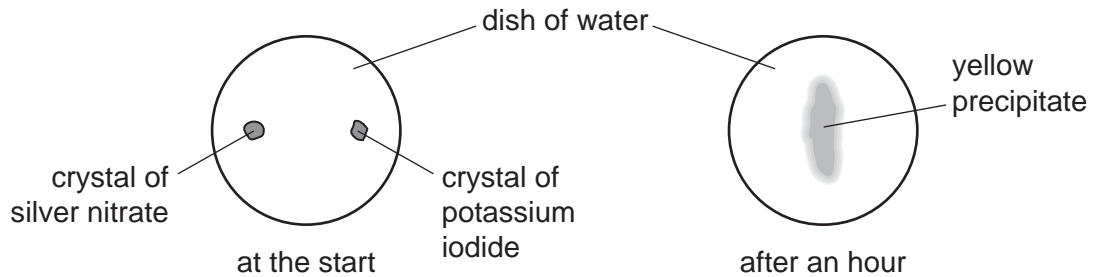 dish of water
yellow
precipitate
crystal of
silver nitrate
crystal of
potassium
iodide
at the start
after an hour